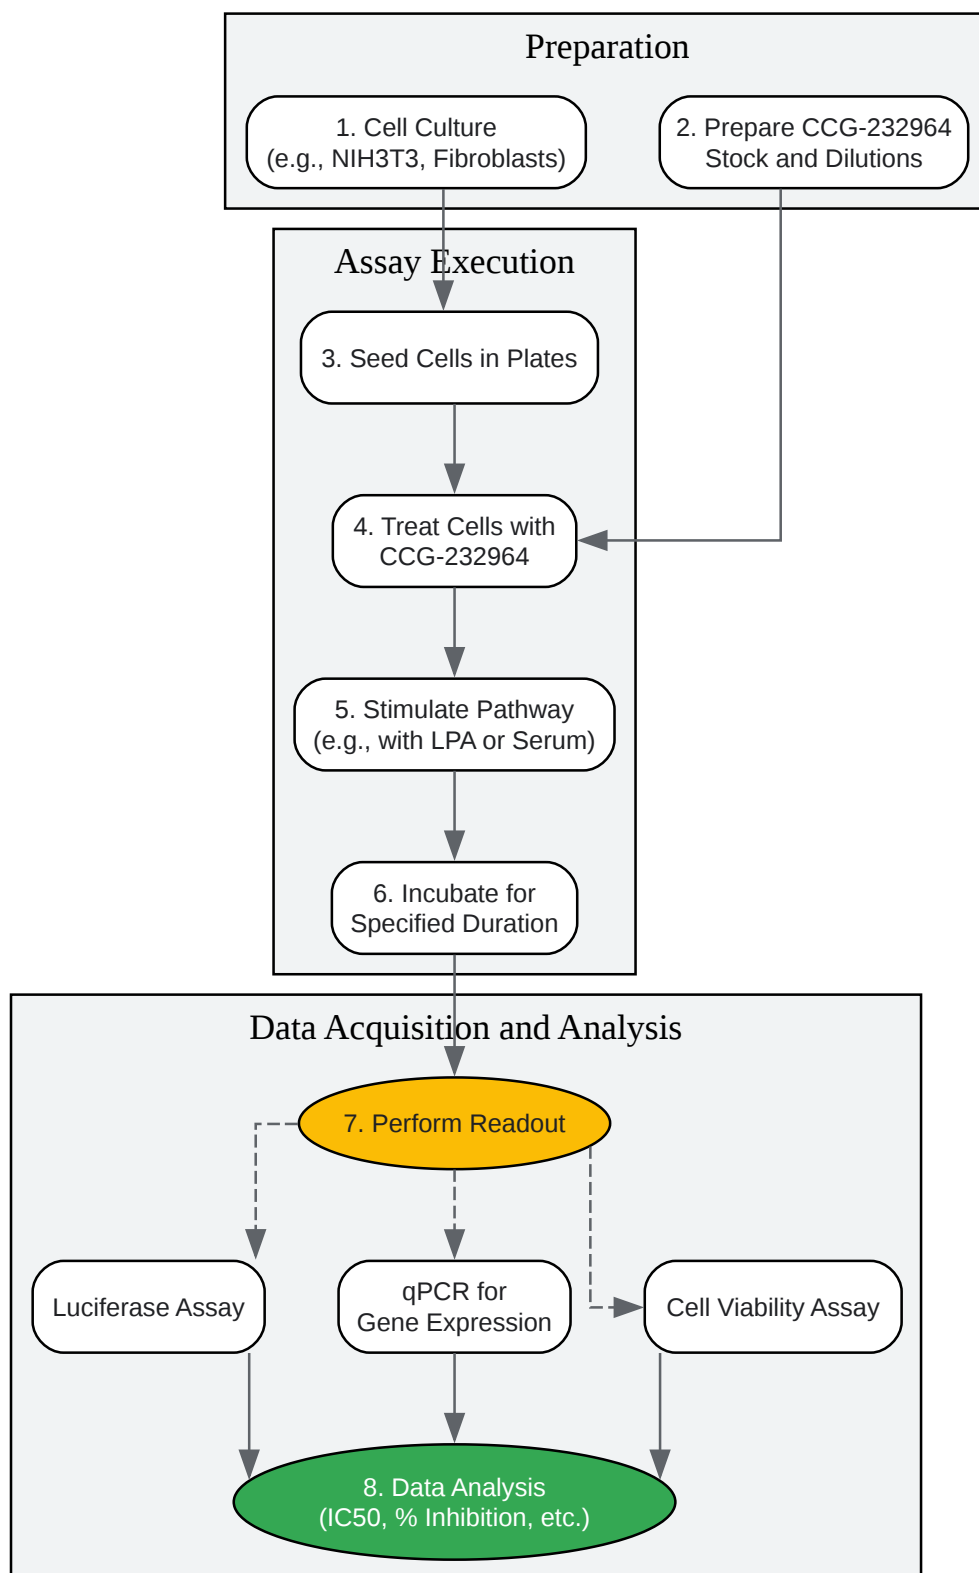 Preparation
1. Cell Culture
(e.g., NIH3T3, Fibroblasts)
2. Prepare CCG-232964
Stock and Dilutions
Assay Execution
3. Seed Cells in Plates
4. Treat Cells with
CCG-232964
5. Stimulate Pathway
(e.g., with LPA or Serum)
6. Incubate for
Specified Duration
Data Acquisition and Analysis
7. Perform Readout
Luciferase Assay
qPCR for
Gene Expression
Cell Viability Assay
8. Data Analysis
(IC50, % Inhibition, etc.)